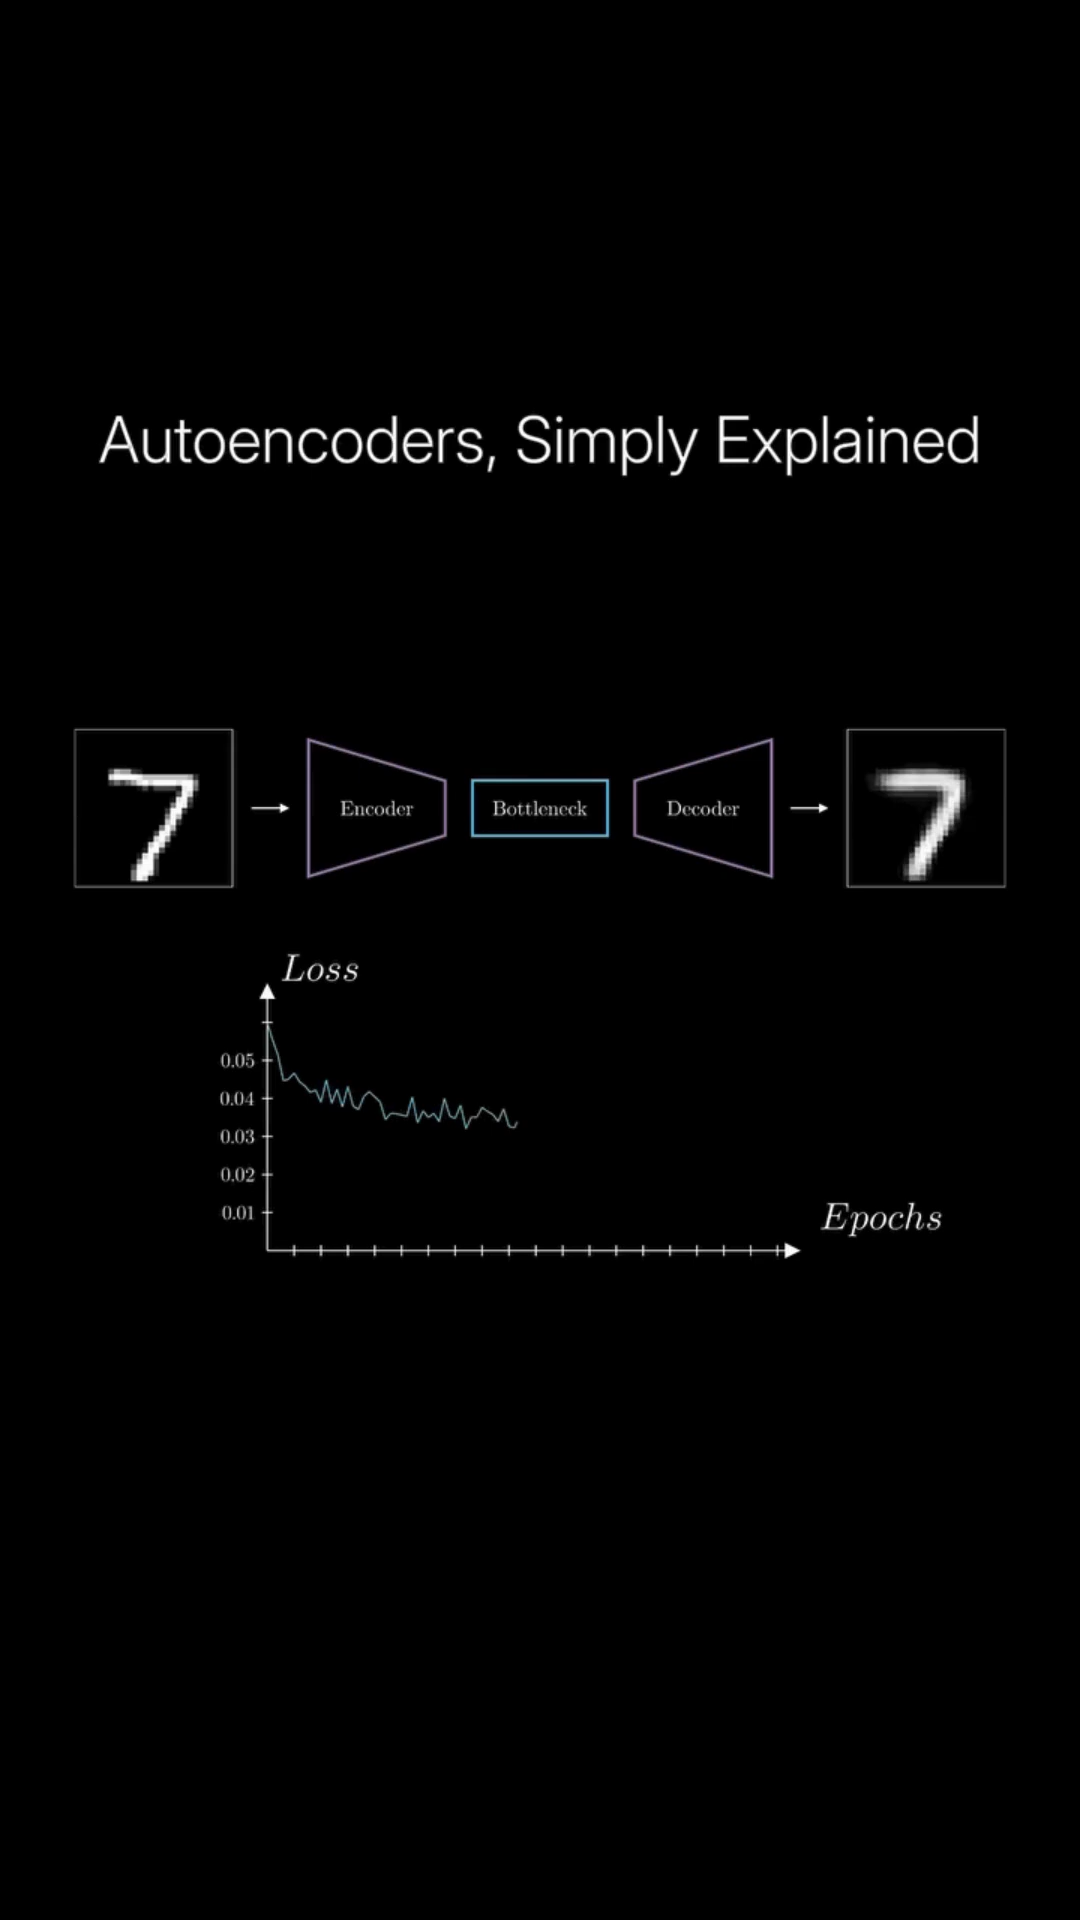 Autoencoders, Simply Explained
Encoder
Bottleneck
Decoder
Loss
0.05
0.04
0.03
0.02
0.01
Epochs